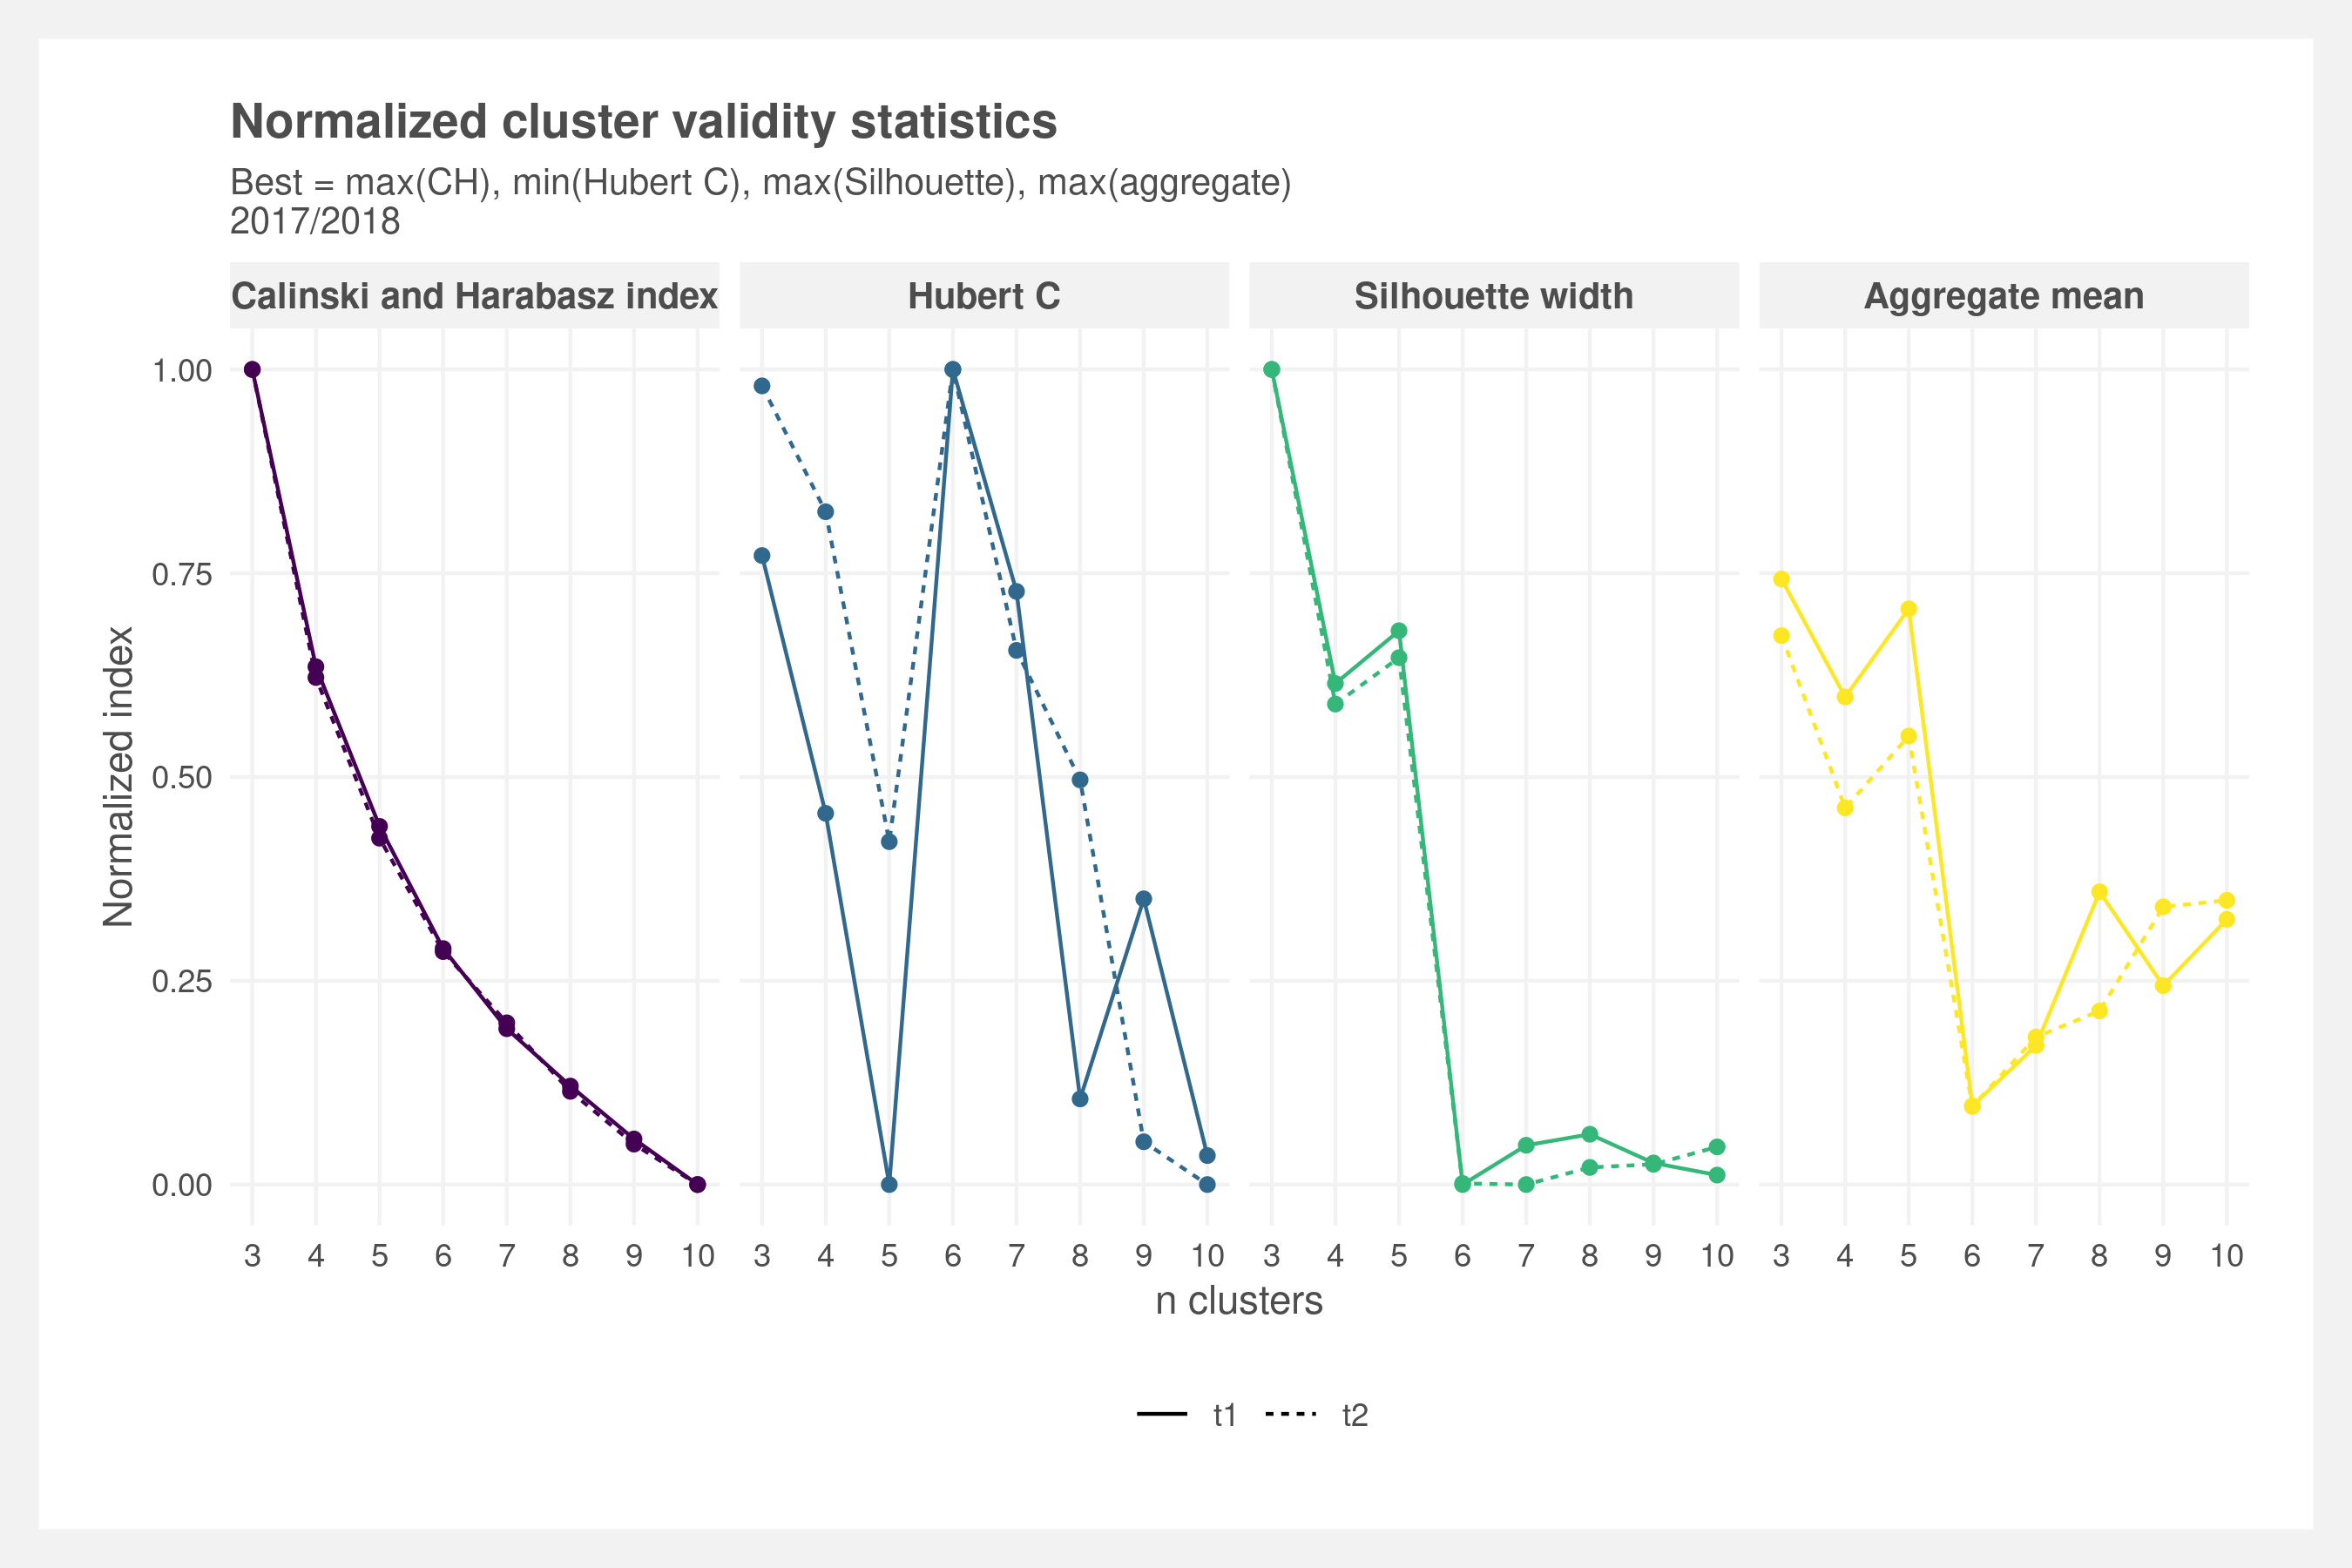 Normalized cluster validity statistics
Best = max(CH), min(Hubert C), max(Silhouette), max(aggregate)
2017/2018
Calinski and Harabasz index
Hubert C
Silhouette width
Aggregate mean
Normalized index
1.00
0.75
0.50
0.25
0.00
3 4 5 6 7 8 9 10
3 4 5 6 7 8 9 10
3 4 5 6 7 8 9 10
3 4 5 6 7 8 9 10
n clusters
t1 t2